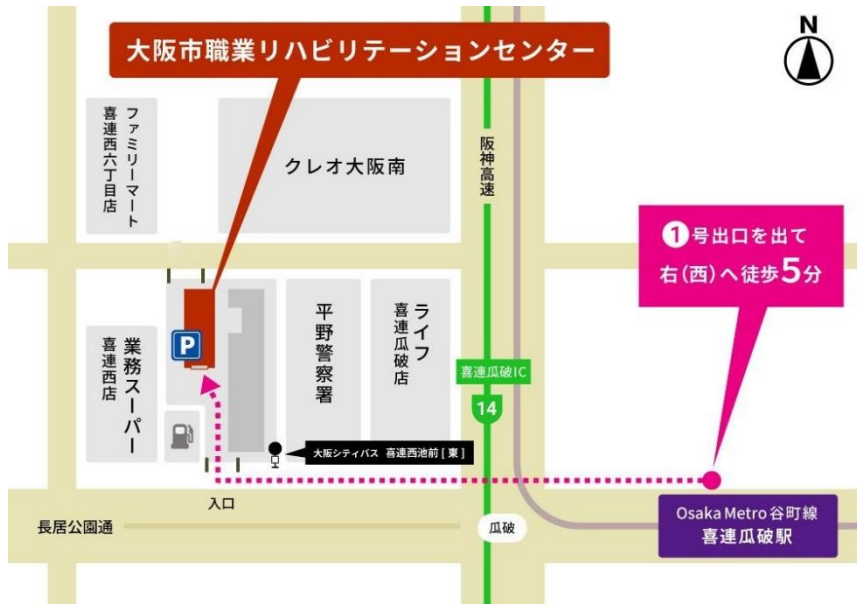 大阪市職業リハビリテーションセンター
N
ファミリーマート
喜連西六丁目店
クレオ大阪南
阪神高速
①号出口を出て
右(西)へ徒歩5分
P
業務スーパー
喜連西店
平野警察署
ライフ
喜連瓜破店
喜連瓜破IC
14
大阪シティバス 喜連西池前[東]
入口
長居公園通
瓜破
Osaka Metro 谷町線
喜連瓜破駅